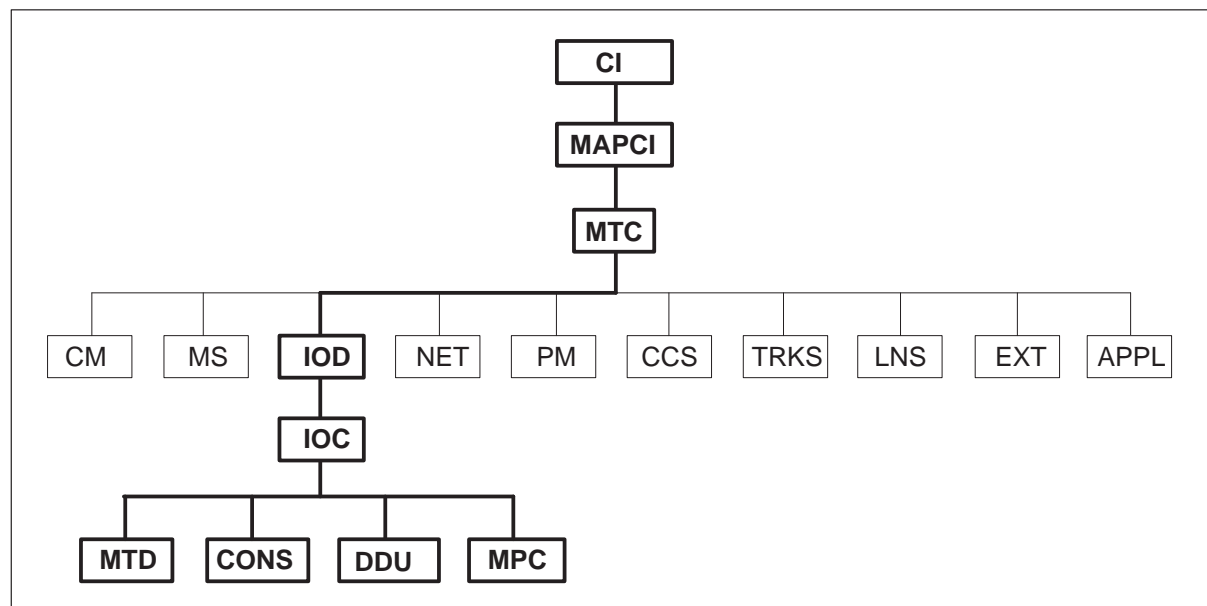 CI
MAPCI
MTC
CM MS IOD NET PM CCS TRKS LNS EXT APPL
IOC
MTD CONS DDU MPC